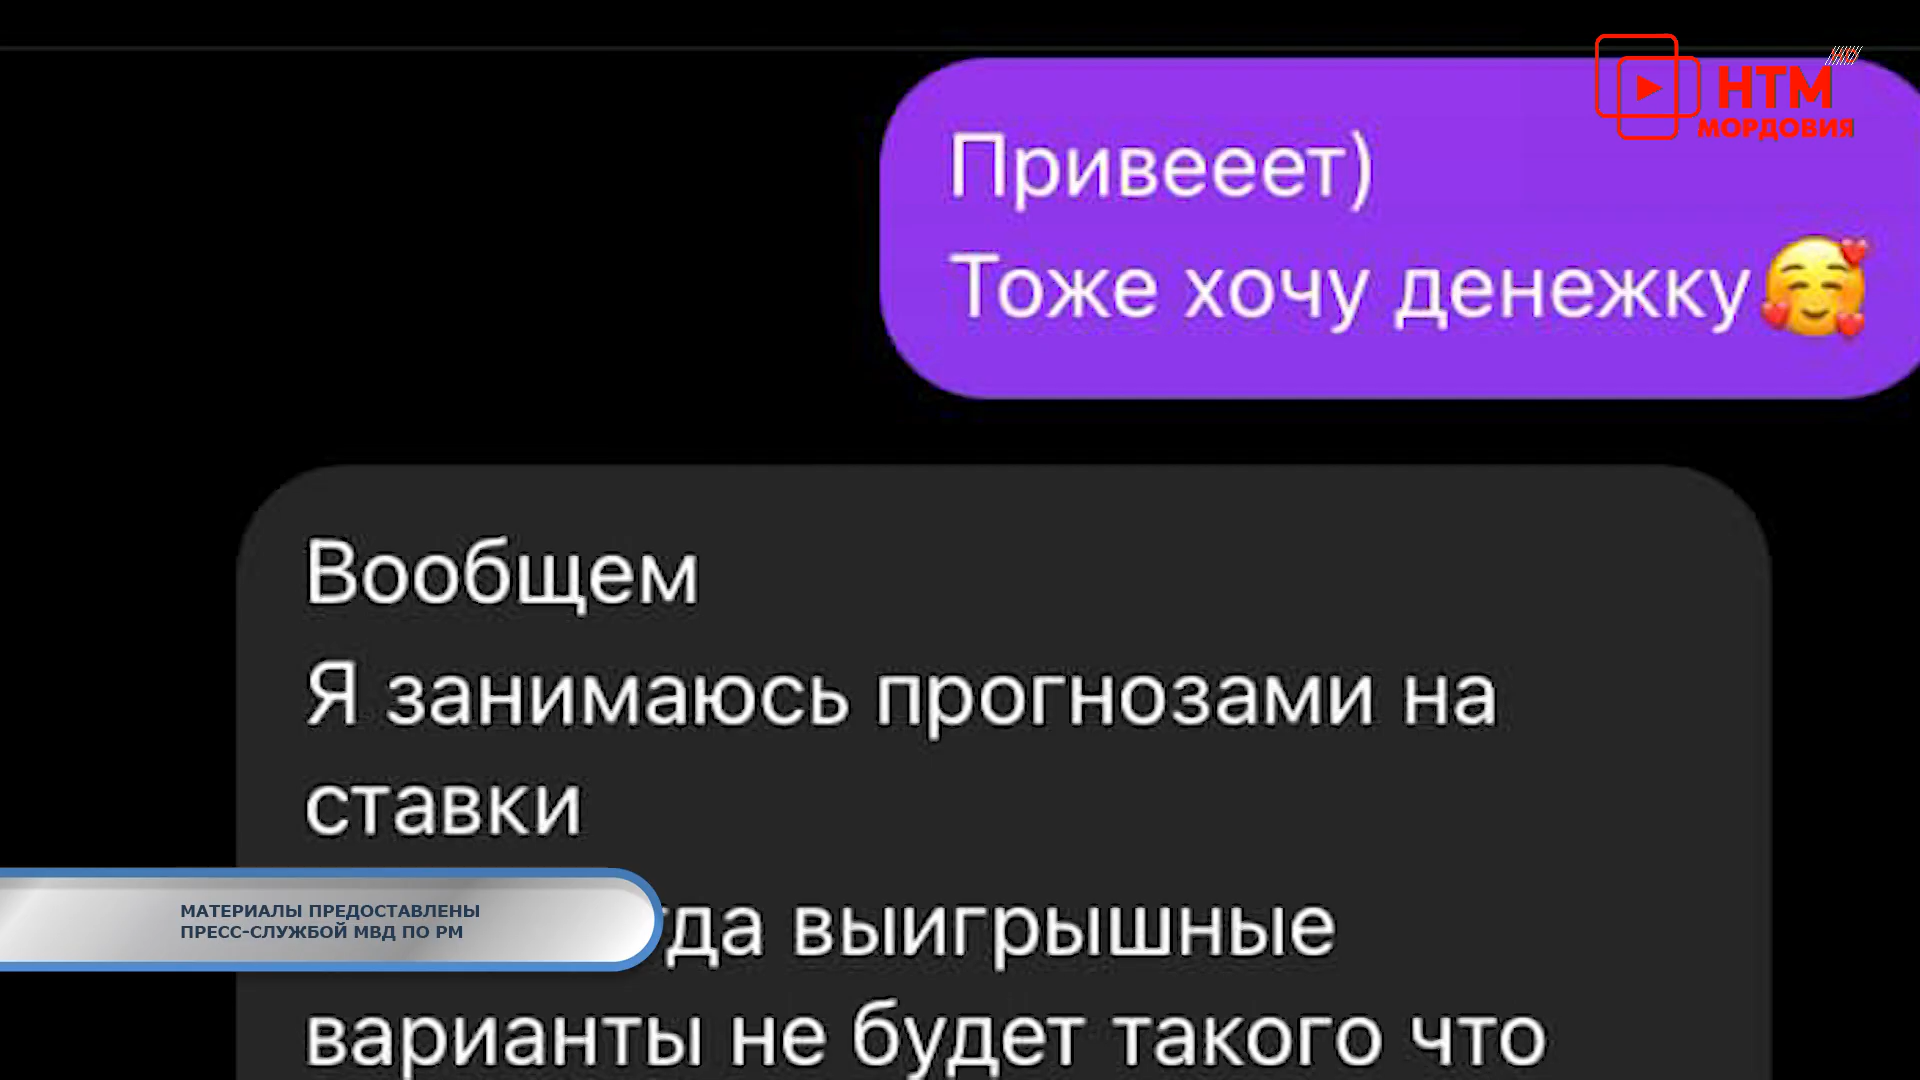 НТМ
МОРДОВИЯ
Привееет)
Тоже хочу денежку🥰
Вообщем
Я занимаюсь прогнозами на
ставки
выигрышные
варианты не будет такого что
МАТЕРИАЛЫ ПРЕДОСТАВЛЕНЫ
ПРЕСС-СЛУЖБОЙ МВД ПО РМ